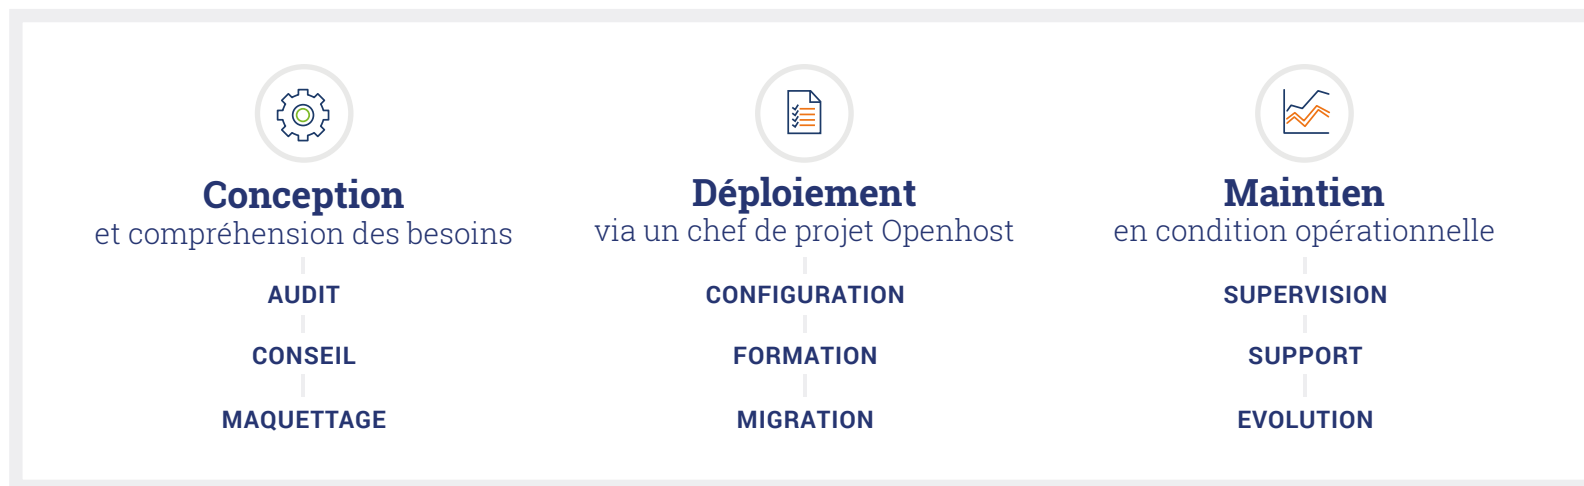 Conception
et compréhension des besoins
AUDIT
CONSEIL
MAQUETTAGE
Déploiement
via un chef de projet Openhost
CONFIGURATION
FORMATION
MIGRATION
Maintien
en condition opérationnelle
SUPERVISION
SUPPORT
EVOLUTION